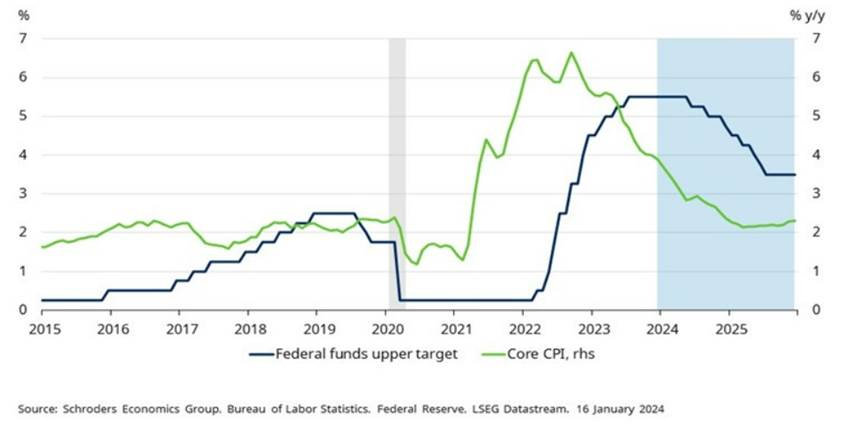 % % y/y
7 7
6 6
5 5
4 4
3 3
2 2
1 1
0 0
2015 2016 2017 2018 2019 2020 2021 2022 2023 2024 2025
Federal funds upper target Core CPI, rhs
Source: Schroders Economics Group. Bureau of Labor Statistics. Federal Reserve. LSEG Datastream. 16 January 2024